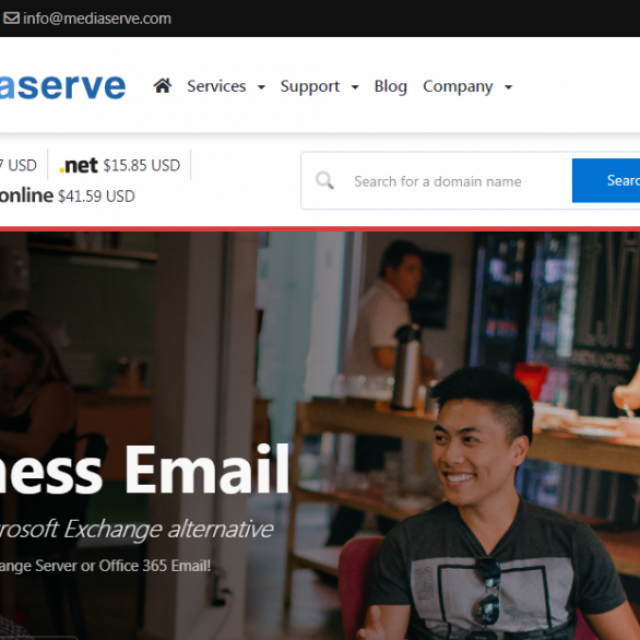 info@mediaserve.com
aserve
Services
Support
Blog
Company
7 USD
.net $15.85 USD
online $41.59 USD
Search for a domain name
Searc
ness Email
rosoft Exchange alternative
ange Server or Office 365 Email!